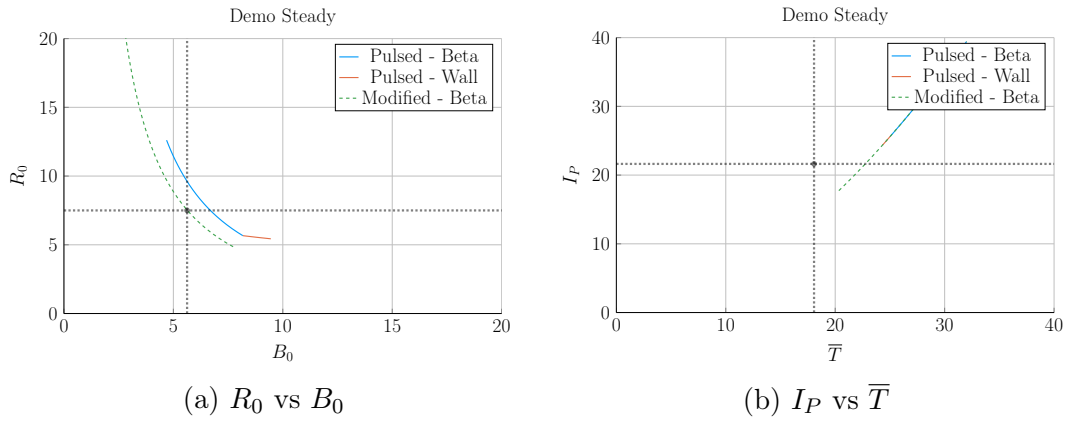 Demo Steady
20
15
10
5
0
R₀
0 5 10 15 20
B₀
Pulsed - Beta
Pulsed - Wall
Modified - Beta
(a) R₀ vs B₀
Demo Steady
40
30
20
10
0
I_P
0 10 20 30 40
T̅
Pulsed - Beta
Pulsed - Wall
Modified - Beta
(b) I_P vs T̅